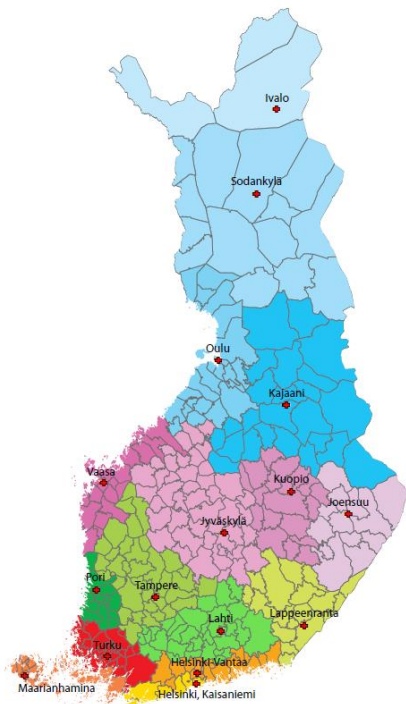 Ivalo
Sodankylä
Oulu
Kajaani
Vaasa
Kuopio
Joensuu
Jyväskylä
Pori
Tampere
Lappeenranta
Lahti
Turku
Helsinki-Vantaa
Maarianhamina
Helsinki, Kaisaniemi